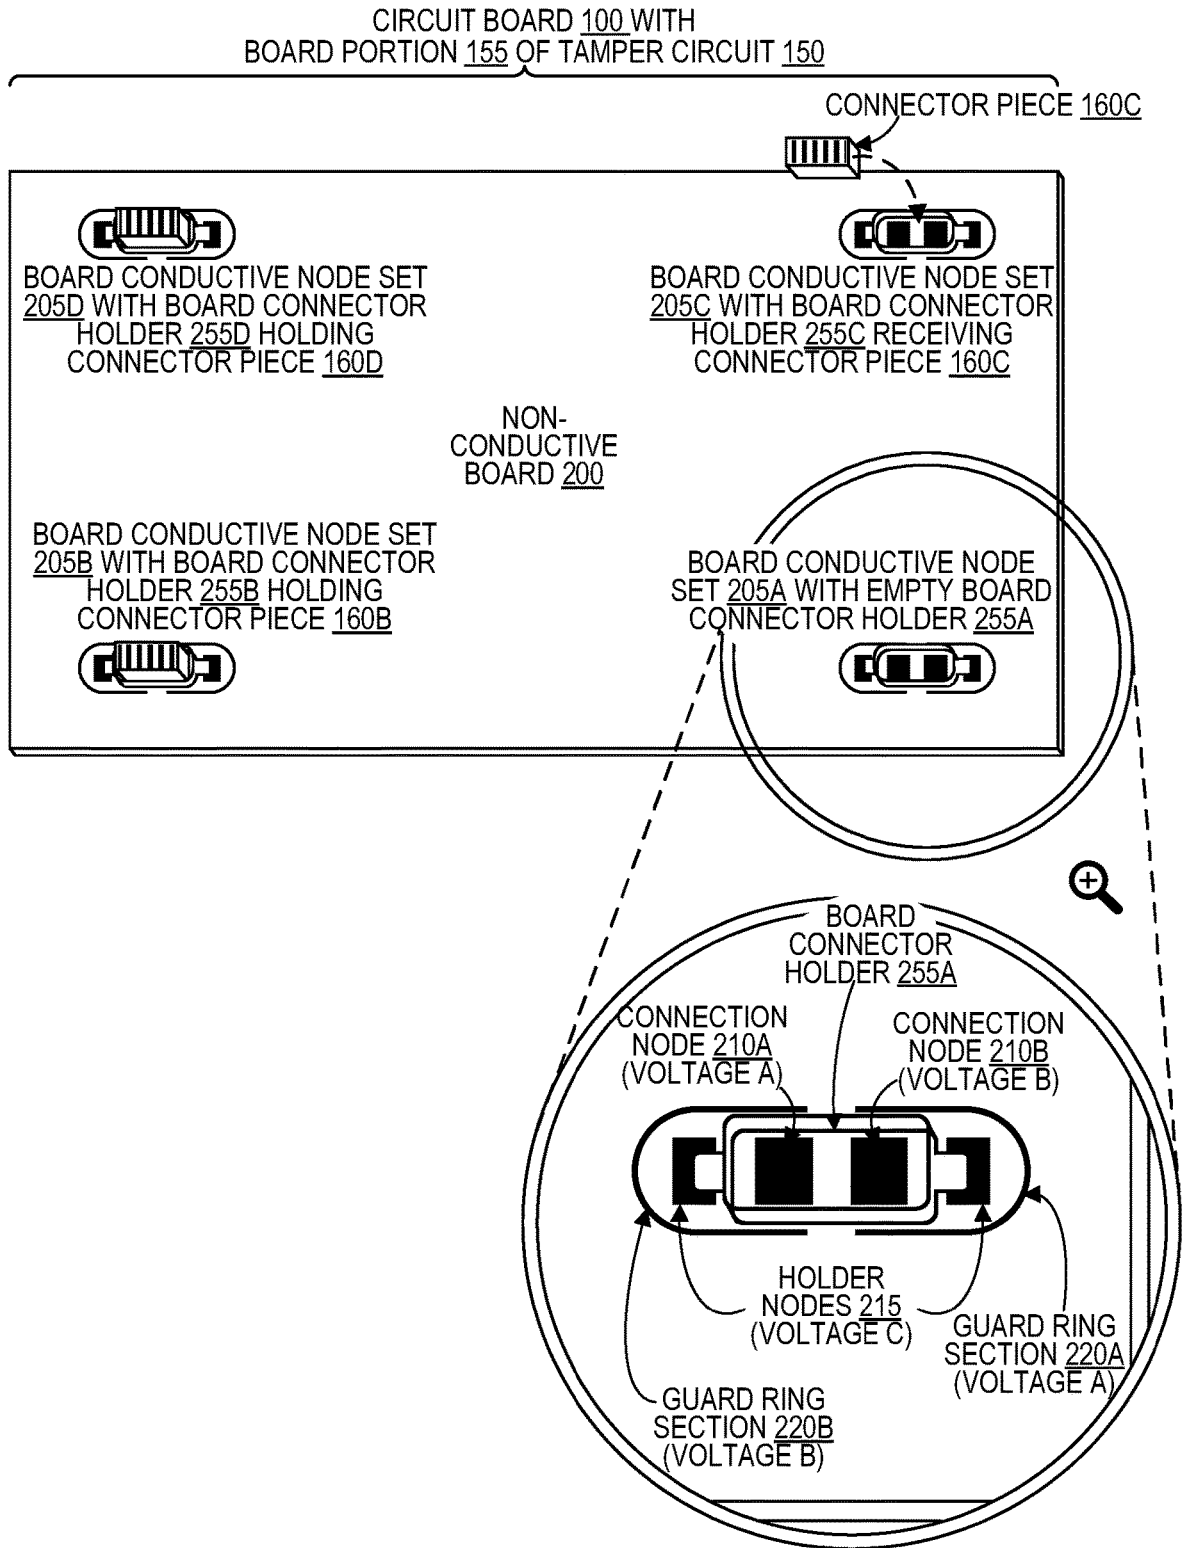 CIRCUIT BOARD 100 WITH
BOARD PORTION 155 OF TAMPER CIRCUIT 150
CONNECTOR PIECE 160C
BOARD CONDUCTIVE NODE SET
205D WITH BOARD CONNECTOR
HOLDER 255D HOLDING
CONNECTOR PIECE 160D
BOARD CONDUCTIVE NODE SET
205C WITH BOARD CONNECTOR
HOLDER 255C RECEIVING
CONNECTOR PIECE 160C
NON-
CONDUCTIVE
BOARD 200
BOARD CONDUCTIVE NODE SET
205B WITH BOARD CONNECTOR
HOLDER 255B HOLDING
CONNECTOR PIECE 160B
BOARD CONDUCTIVE NODE
SET 205A WITH EMPTY BOARD
CONNECTOR HOLDER 255A
BOARD
CONNECTOR
HOLDER 255A
CONNECTION
NODE 210A
(VOLTAGE A)
CONNECTION
NODE 210B
(VOLTAGE B)
HOLDER
NODES 215
(VOLTAGE C)
GUARD RING
SECTION 220A
(VOLTAGE A)
GUARD RING
SECTION 220B
(VOLTAGE B)